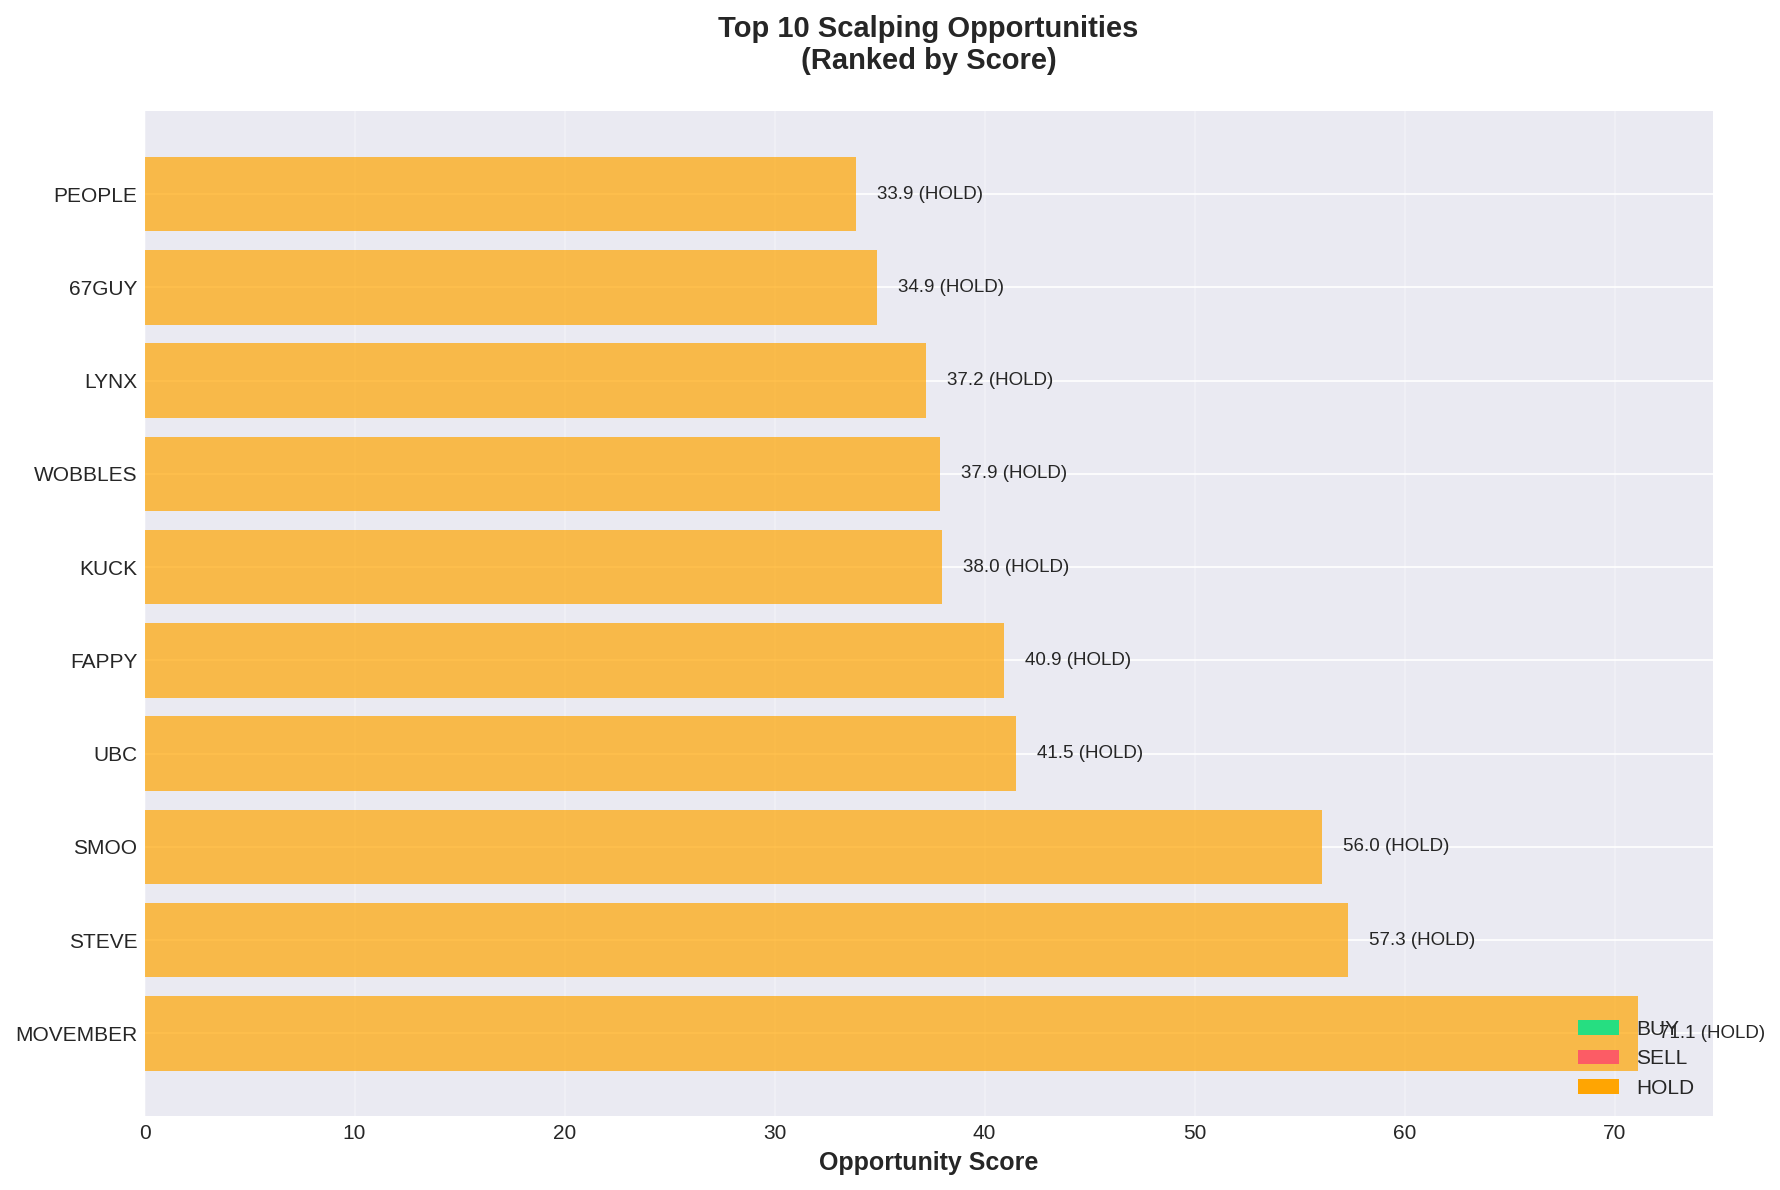 Top 10 Scalping Opportunities
(Ranked by Score)
PEOPLE
33.9 (HOLD)
67GUY
34.9 (HOLD)
LYNX
37.2 (HOLD)
WOBBLES
37.9 (HOLD)
KUCK
38.0 (HOLD)
FAPPY
40.9 (HOLD)
UBC
41.5 (HOLD)
SMOO
56.0 (HOLD)
STEVE
57.3 (HOLD)
MOVEMBER
71.1 (HOLD)
BUY
SELL
HOLD
0 10 20 30 40 50 60 70
Opportunity Score